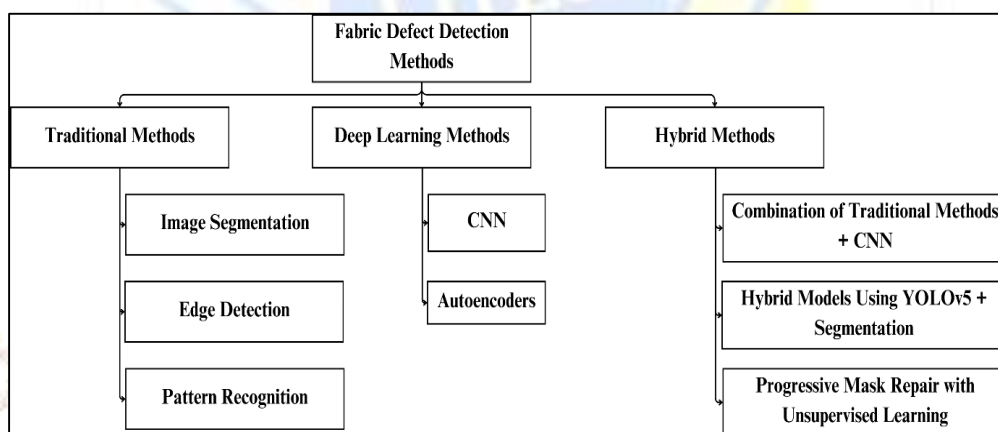 Fabric Defect Detection
Methods
Traditional Methods
Deep Learning Methods
Hybrid Methods
Image Segmentation
Edge Detection
Pattern Recognition
CNN
Autoencoders
Combination of Traditional Methods
+ CNN
Hybrid Models Using YOLOv5 +
Segmentation
Progressive Mask Repair with
Unsupervised Learning